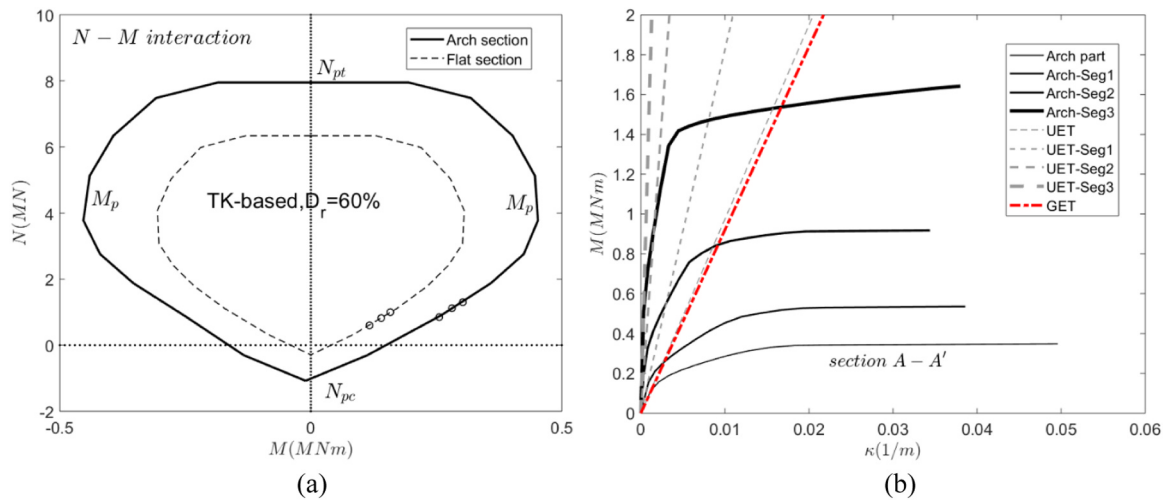 N − M interaction
Arch section
Flat section
N_pt
M_p
M_p
TK-based,D_r=60%
N_pc
10
8
6
4
2
0
-2
-0.5
0
0.5
N(MN)
M(MNm)
(a)
2
1.8
1.6
1.4
1.2
1
0.8
0.6
0.4
0.2
0
Arch part
Arch-Seg1
Arch-Seg2
Arch-Seg3
UET
UET-Seg1
UET-Seg2
UET-Seg3
GET
section A − A′
0
0.01
0.02
0.03
0.04
0.05
0.06
M(MNm)
κ(1/m)
(b)